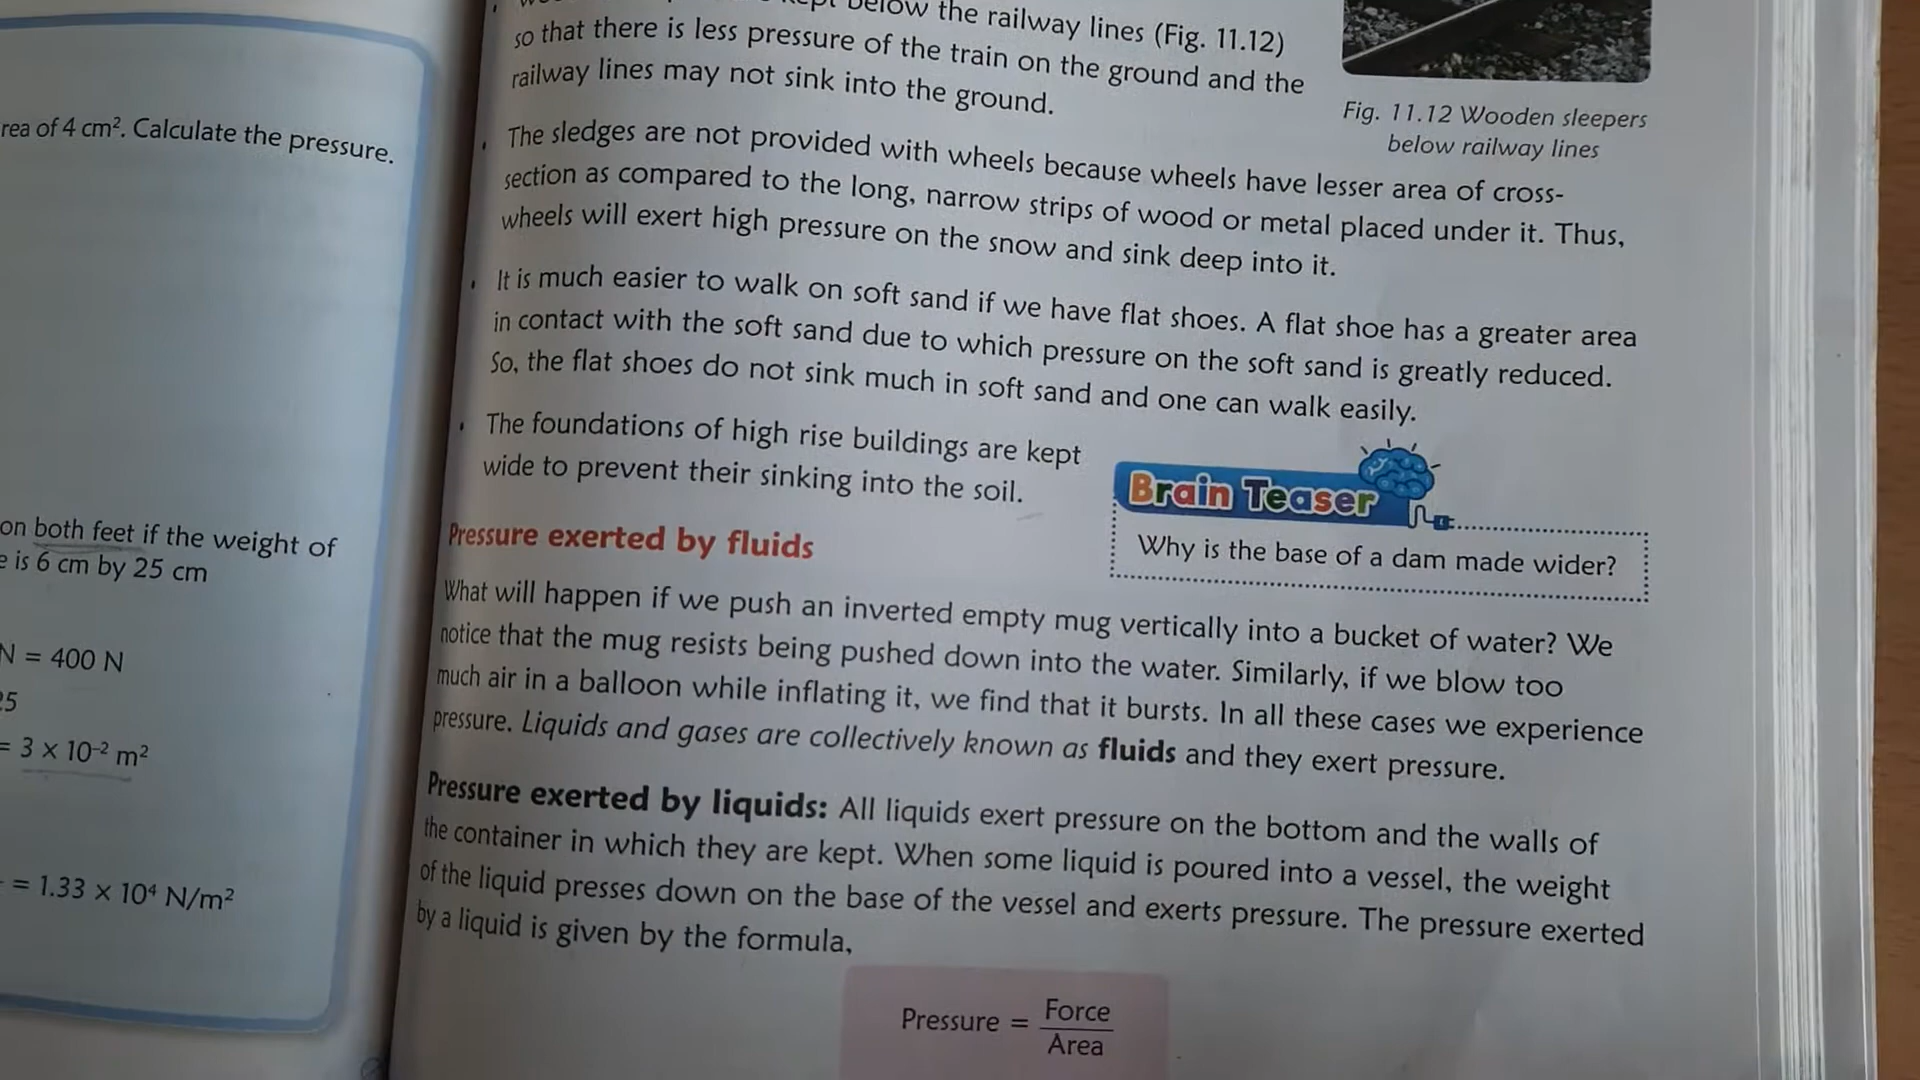 rea of 4 cm². Calculate the pressure.
on both feet if the weight of
e is 6 cm by 25 cm
N = 400 N
25
= 3 × 10⁻² m²
= 1.33 × 10⁴ N/m²
below the railway lines (Fig. 11.12)
so that there is less pressure of the train on the ground and the
railway lines may not sink into the ground.
Fig. 11.12 Wooden sleepers
below railway lines
• The sledges are not provided with wheels because wheels have lesser area of cross-
section as compared to the long, narrow strips of wood or metal placed under it. Thus,
wheels will exert high pressure on the snow and sink deep into it.
• It is much easier to walk on soft sand if we have flat shoes. A flat shoe has a greater area
in contact with the soft sand due to which pressure on the soft sand is greatly reduced.
So, the flat shoes do not sink much in soft sand and one can walk easily.
• The foundations of high rise buildings are kept
wide to prevent their sinking into the soil.
Brain Teaser
Why is the base of a dam made wider?
Pressure exerted by fluids
What will happen if we push an inverted empty mug vertically into a bucket of water? We
notice that the mug resists being pushed down into the water. Similarly, if we blow too
much air in a balloon while inflating it, we find that it bursts. In all these cases we experience
pressure. Liquids and gases are collectively known as fluids and they exert pressure.
Pressure exerted by liquids: All liquids exert pressure on the bottom and the walls of
the container in which they are kept. When some liquid is poured into a vessel, the weight
of the liquid presses down on the base of the vessel and exerts pressure. The pressure exerted
by a liquid is given by the formula,
Pressure = Force
Area